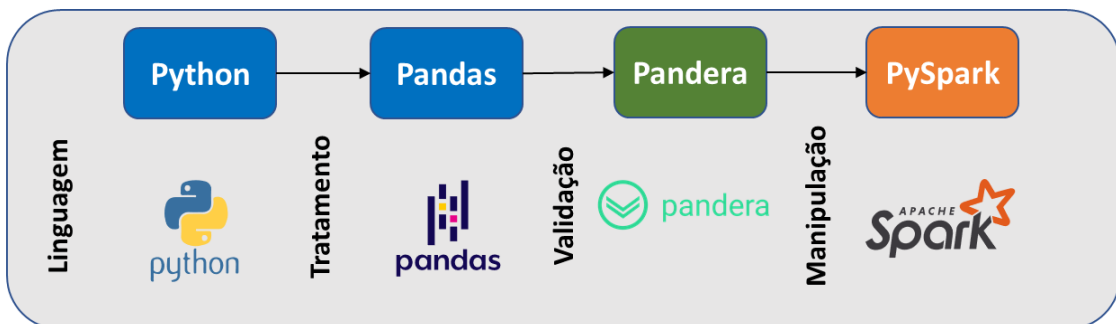 Python
Pandas
Pandera
PySpark
Linguagem
python
Tratamento
pandas
Validação
pandera
Manipulação
APACHE
Spark